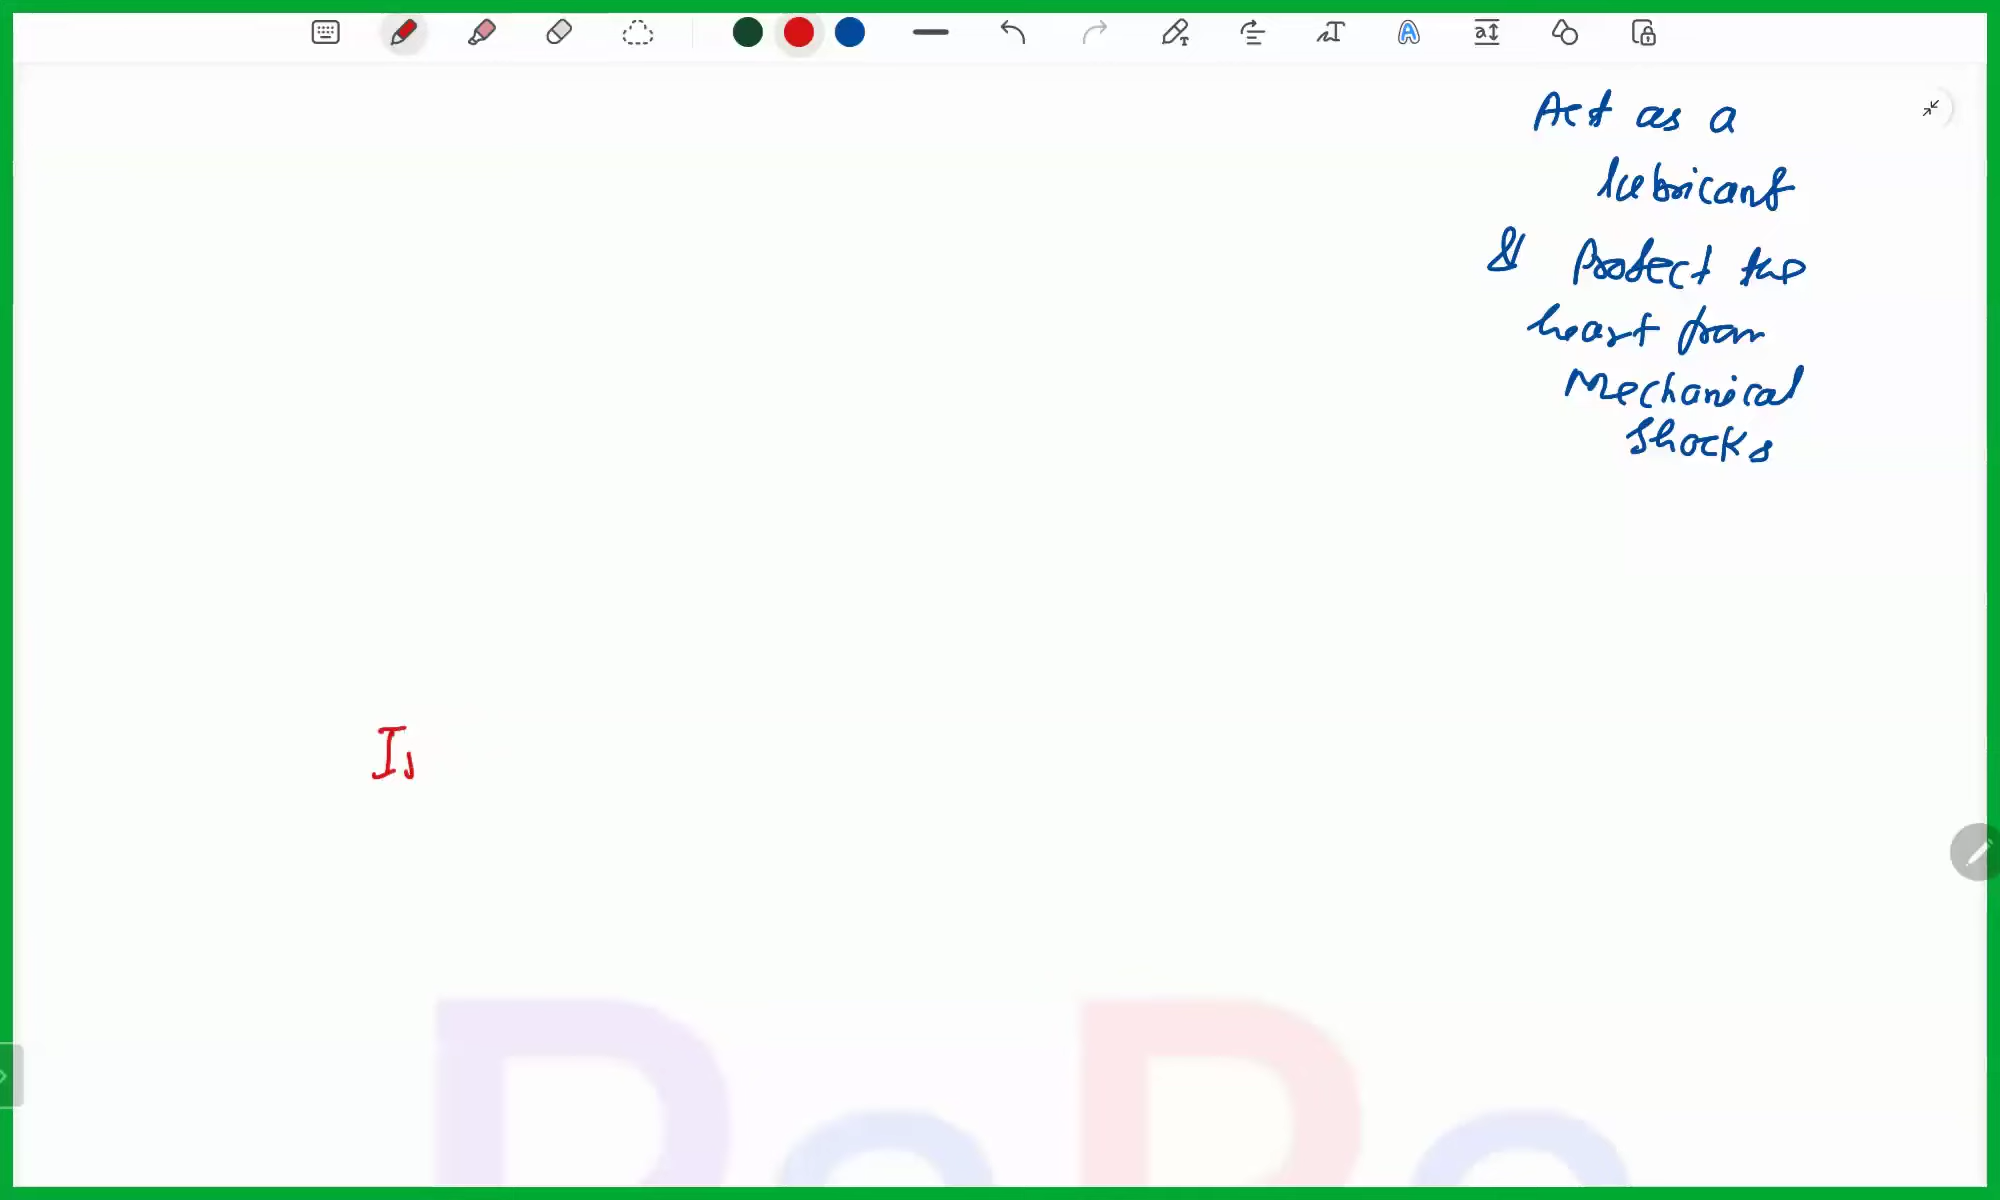 Act as a
lubricant
& Protect the
heart from
Mechanical
shocks
I